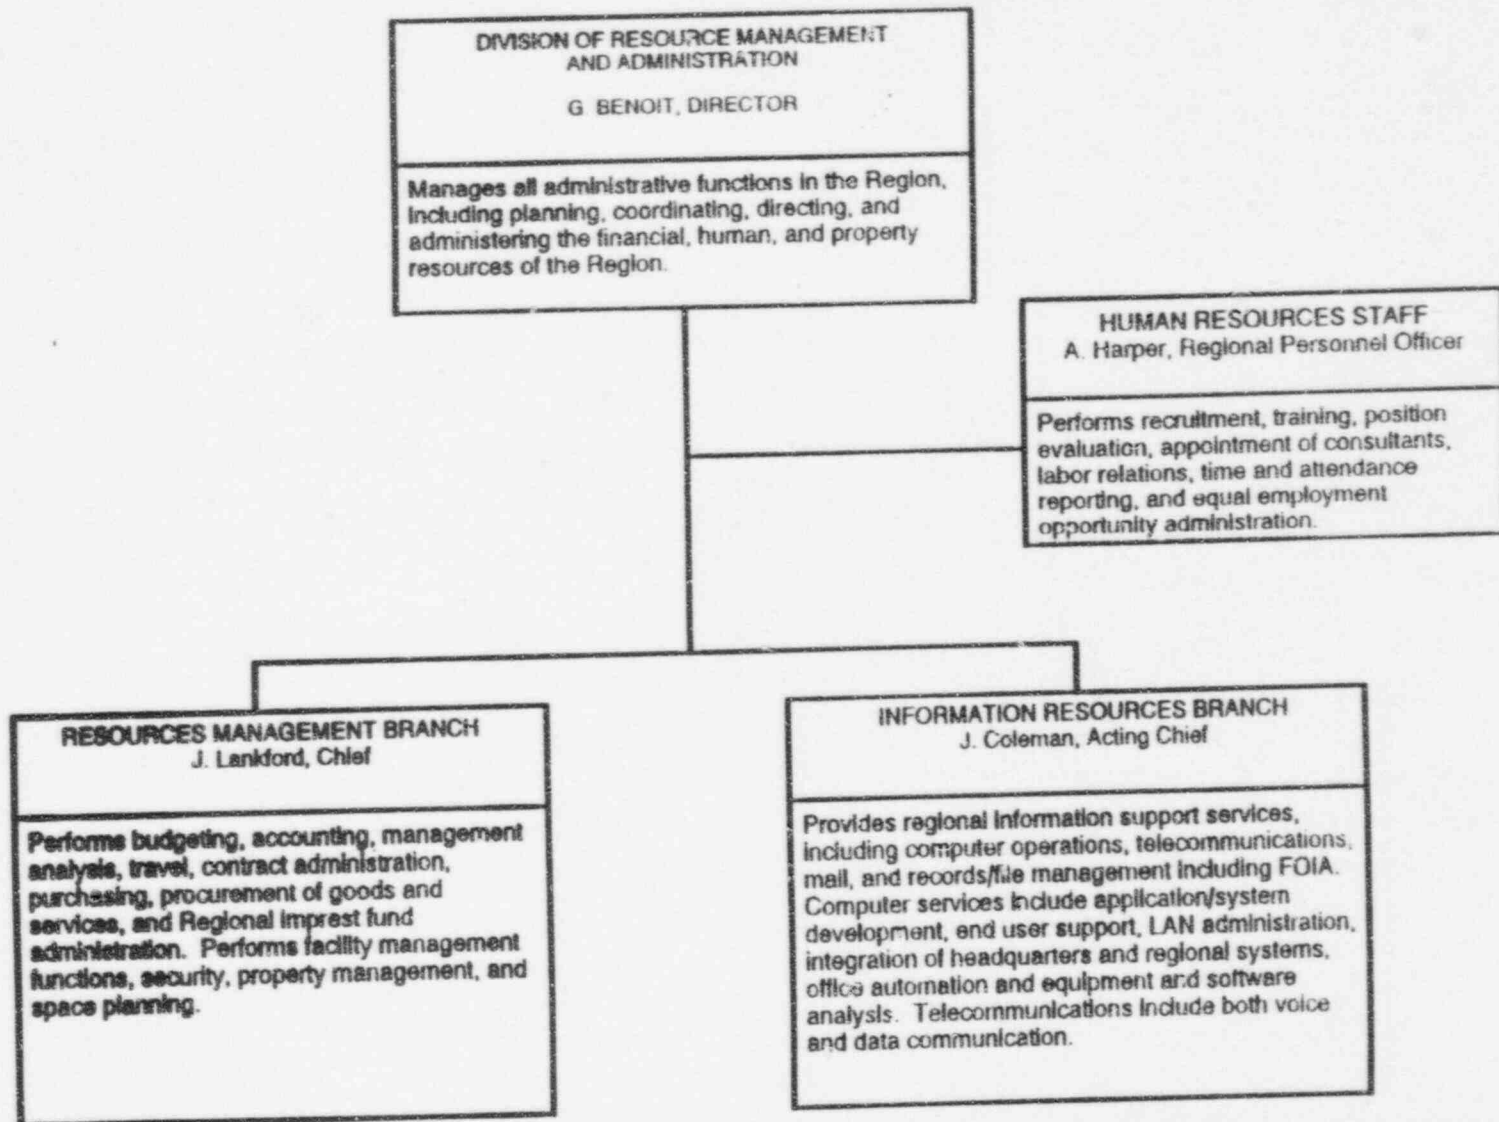 DIVISION OF RESOURCE MANAGEMENT
AND ADMINISTRATION
G BENOIT, DIRECTOR
Manages all administrative functions in the Region,
including planning, coordinating, directing, and
administering the financial, human, and property
resources of the Region.
HUMAN RESOURCES STAFF
A. Harper, Regional Personnel Officer
Performs recruitment, training, position
evaluation, appointment of consultants,
labor relations, time and attendance
reporting, and equal employment
opportunity administration.
RESOURCES MANAGEMENT BRANCH
J. Lankford, Chief
Performs budgeting, accounting, management
analysis, travel, contract administration,
purchasing, procurement of goods and
services, and Regional imprest fund
administration. Performs facility management
functions, security, property management, and
space planning.
INFORMATION RESOURCES BRANCH
J. Coleman, Acting Chief
Provides regional information support services,
including computer operations, telecommunications,
mail, and records/file management including FOIA.
Computer services include application/system
development, end user support, LAN administration,
integration of headquarters and regional systems,
office automation and equipment and software
analysis. Telecommunications include both voice
and data communication.